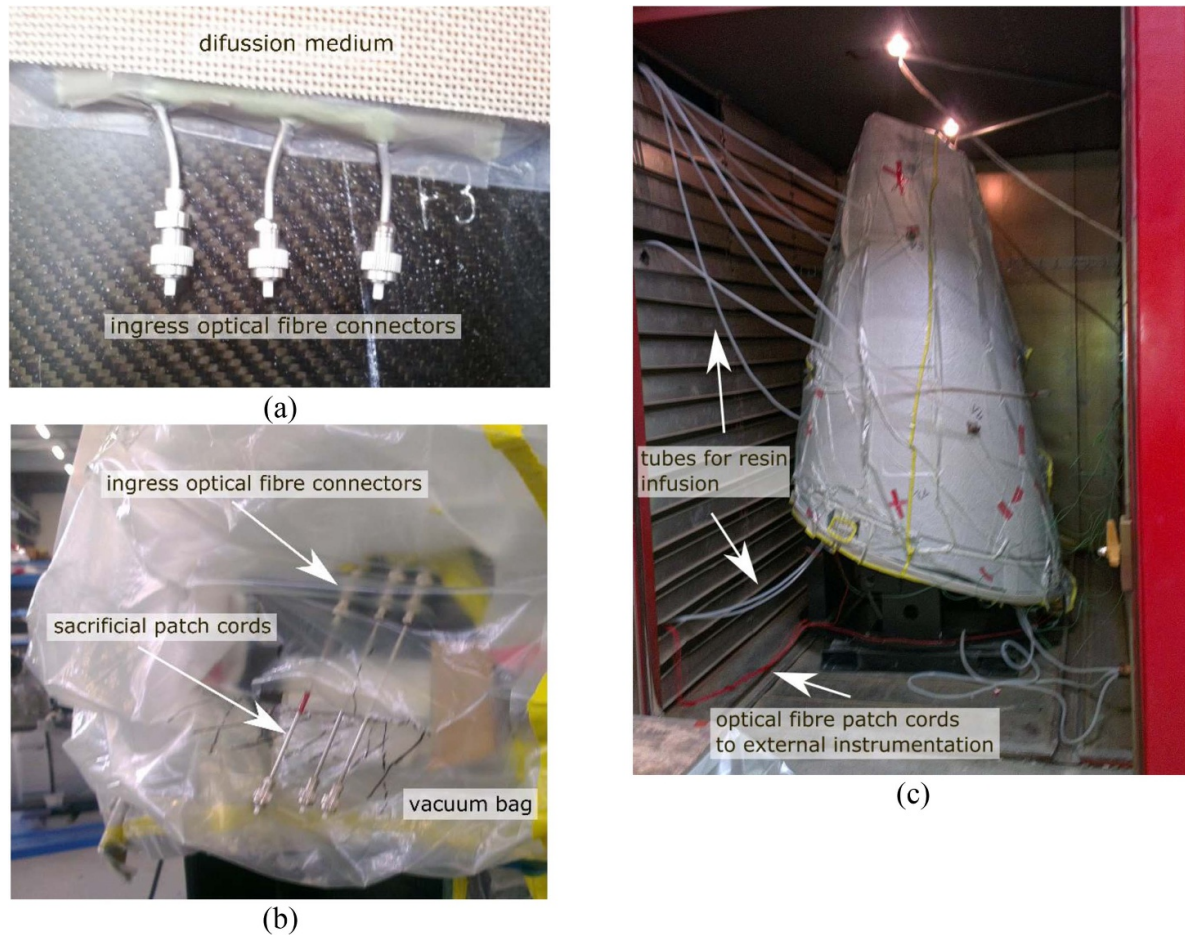 difussion medium
F 3
ingress optical fibre connectors
(a)
ingress optical fibre connectors
sacrificial patch cords
vacuum bag
(b)
tubes for resin
infusion
optical fibre patch cords
to external instrumentation
(c)